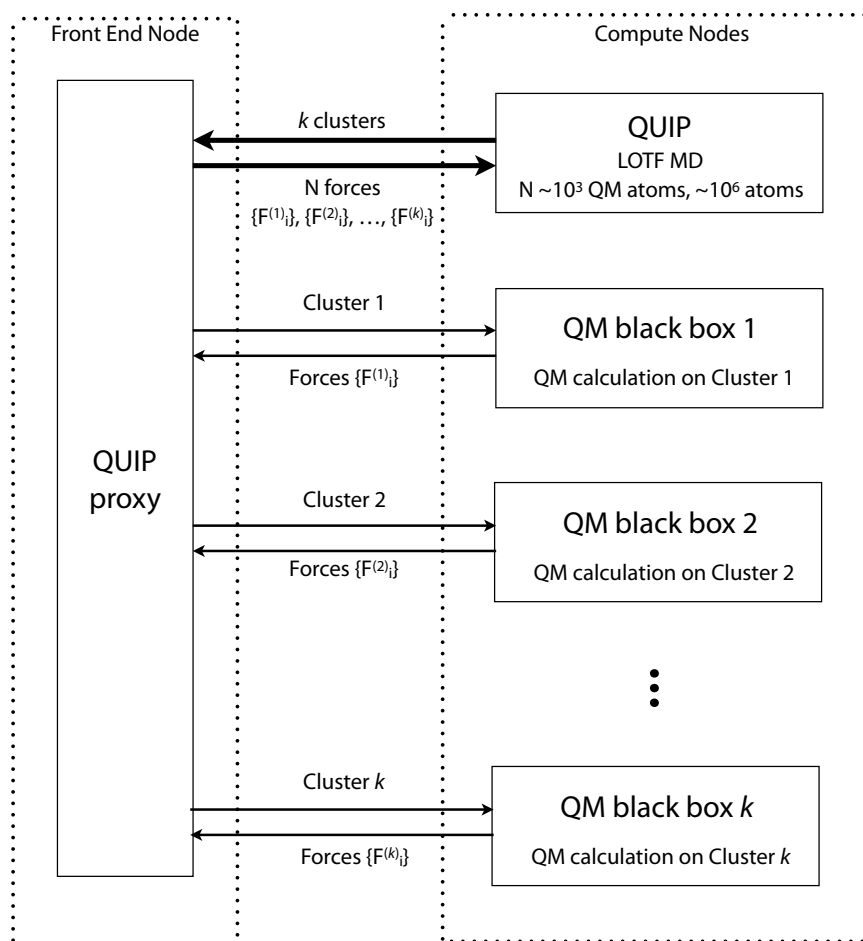 Front End Node
Compute Nodes
k clusters
N forces
{F⁽¹⁾ᵢ}, {F⁽²⁾ᵢ}, …, {F⁽ᵏ⁾ᵢ}
QUIP
LOTF MD
N ~10³ QM atoms, ~10⁶ atoms
Cluster 1
Forces {F⁽¹⁾ᵢ}
QM black box 1
QM calculation on Cluster 1
QUIP
proxy
Cluster 2
Forces {F⁽²⁾ᵢ}
QM black box 2
QM calculation on Cluster 2
Cluster k
Forces {F⁽ᵏ⁾ᵢ}
QM black box k
QM calculation on Cluster k